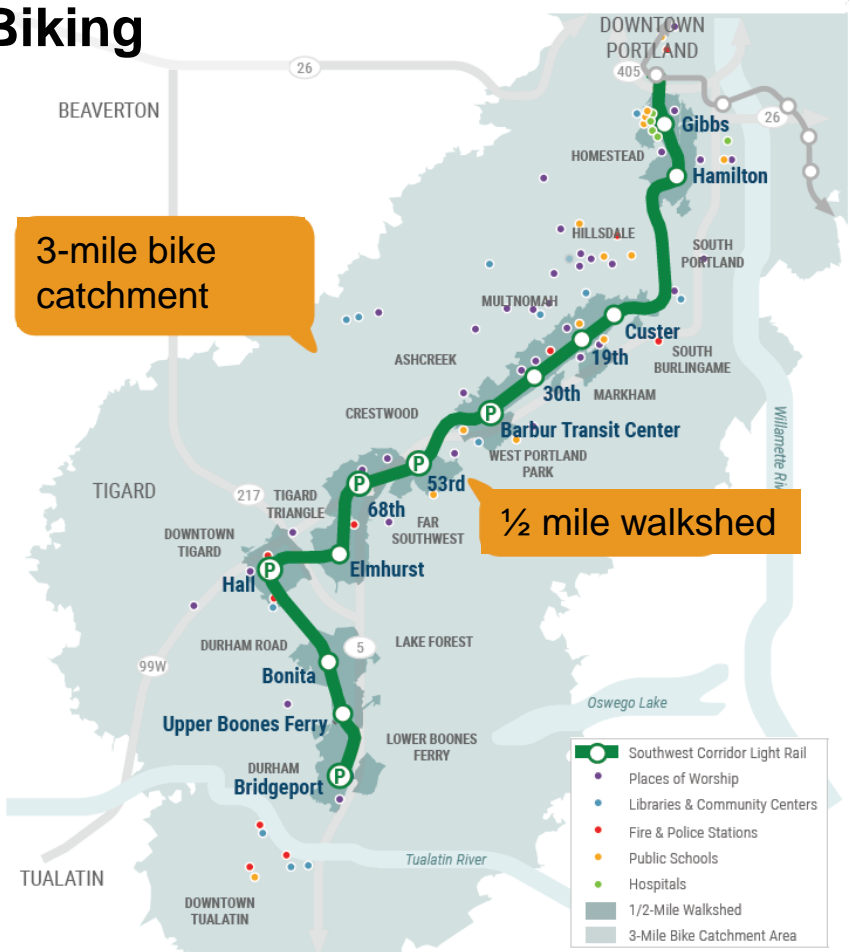 Biking
DOWNTOWN
PORTLAND
405
26
26
BEAVERTON
Gibbs
HOMESTEAD
Hamilton
3-mile bike
catchment
HILLSDALE
SOUTH
PORTLAND
MULTNOMAH
Custer
19th
SOUTH
BURLINGAME
ASHCREEK
30th
MARKHAM
CRESTWOOD
Barbur Transit Center
P
WEST PORTLAND
PARK
Willamette Riv
P
53rd
P
TIGARD
217
TIGARD
TRIANGLE
68th
FAR
SOUTHWEST
½ mile walkshed
DOWNTOWN
TIGARD
Elmhurst
P
Hall
DURHAM ROAD
5
LAKE FOREST
99W
Bonita
Oswego Lake
Upper Boones Ferry
LOWER BOONES
FERRY
DURHAM
Bridgeport
P
Tualatin River
TUALATIN
DOWNTOWN
TUALATIN
Southwest Corridor Light Rail
Places of Worship
Libraries & Community Centers
Fire & Police Stations
Public Schools
Hospitals
1/2-Mile Walkshed
3-Mile Bike Catchment Area